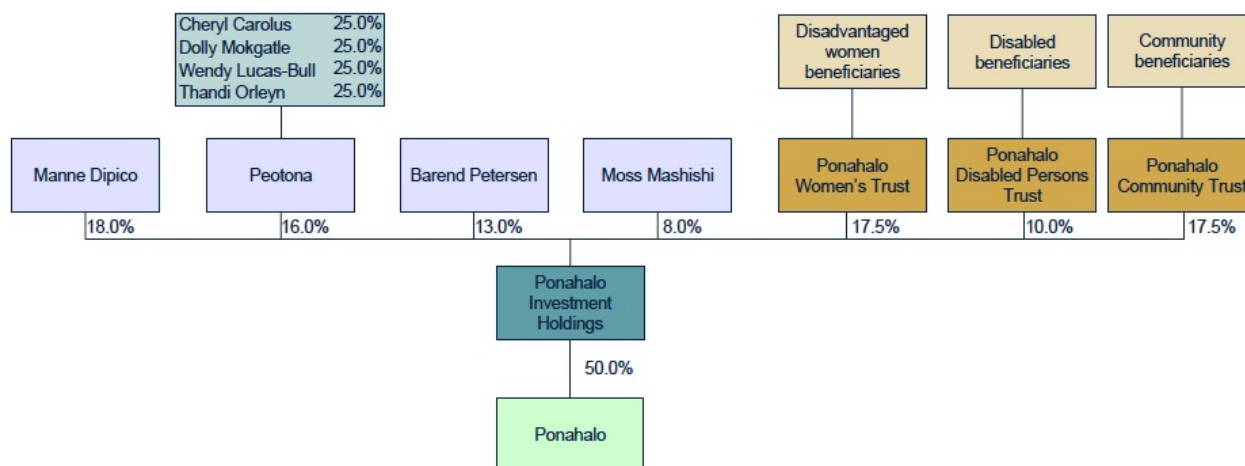 Cheryl Carolus 25.0%
Dolly Mokgatle 25.0%
Wendy Lucas-Bull 25.0%
Thandi Orleyn 25.0%
Disadvantaged
women
beneficiaries
Disabled
beneficiaries
Community
beneficiaries
Manne Dipico
Peotona
Barend Petersen
Moss Mashishi
Ponahalo
Women's Trust
Ponahalo
Disabled Persons
Trust
Ponahalo
Community Trust
18.0%
16.0%
13.0%
8.0%
17.5%
10.0%
17.5%
Ponahalo
Investment
Holdings
50.0%
Ponahalo